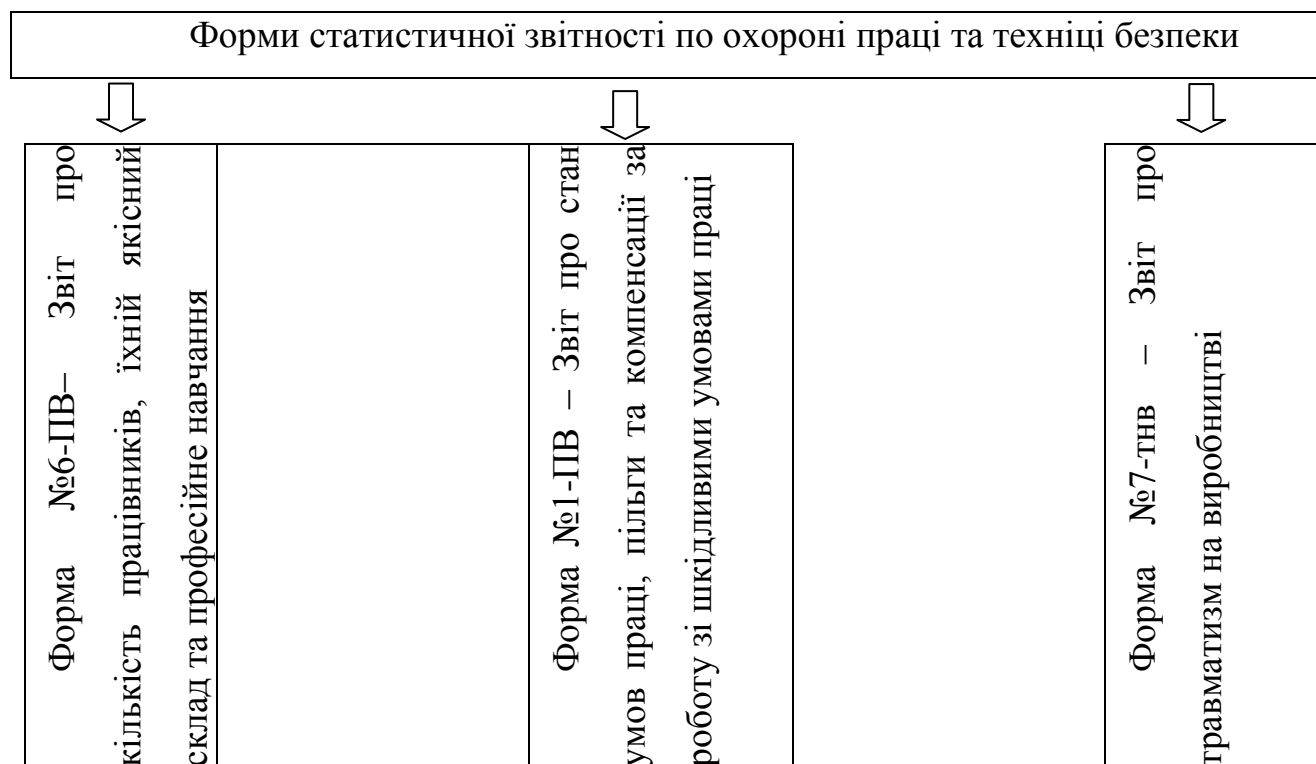 Форми статистичної звітності по охороні праці та техніці безпеки
Форма №6-ПВ– Звіт про
кількість працівників, їхній якісний
склад та професійне навчання
Форма №1-ПВ – Звіт про стан
умов праці, пільги та компенсації за
роботу зі шкідливими умовами праці
Форма №7-тнв – Звіт про
травматизм на виробництві